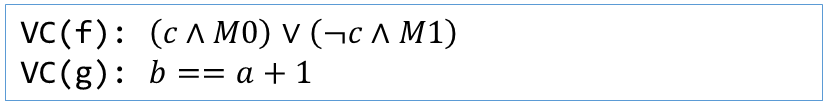 VC(f): (c ∧ M0) ∨ (¬c ∧ M1)
VC(g): b == a + 1